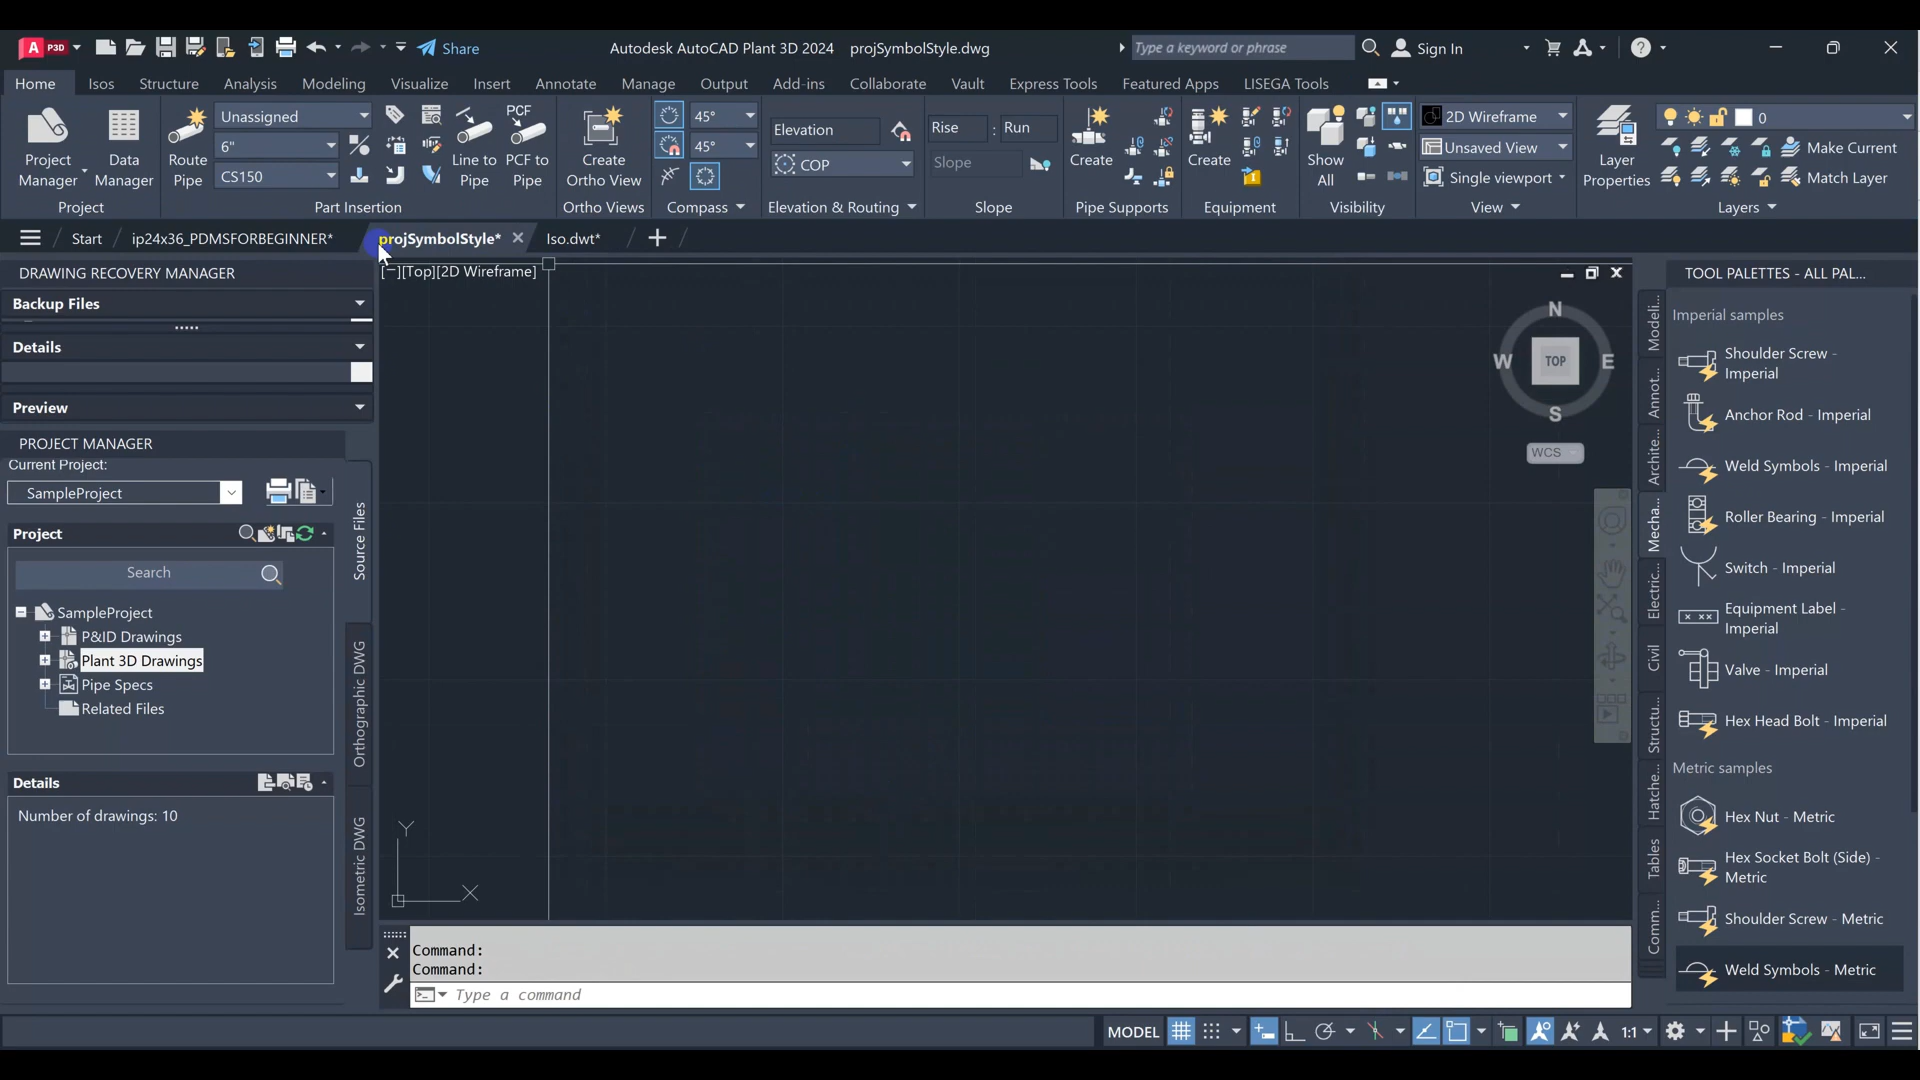 A P3D
Share
Autodesk AutoCAD Plant 3D 2024 projSymbolStyle.dwg
Type a keyword or phrase
Sign In
Home Isos Structure Analysis Modeling Visualize Insert Annotate Manage Output Add-ins Collaborate Vault Express Tools Featured Apps LISEGA Tools
Project Manager
Data Manager
Project
Route Pipe
Unassigned
6"
CS150
Line to Pipe
PCF
PCF to Pipe
Part Insertion
Create Ortho View
Ortho Views
45°
45°
Compass
Elevation
COP
Elevation & Routing
Rise : Run
Slope
Slope
Create
Pipe Supports
Create
Equipment
Show All
Visibility
2D Wireframe
Unsaved View
Single viewport
View
Layer Properties
0
Make Current
Match Layer
Layers
Start
ip24x36_PDMSFORBEGINNER*
projSymbolStyle*
Iso.dwt*
DRAWING RECOVERY MANAGER
Backup Files
Details
Preview
PROJECT MANAGER
Current Project:
SampleProject
Project
Search
SampleProject
P&ID Drawings
Plant 3D Drawings
Pipe Specs
Related Files
Details
Number of drawings: 10
Source Files
Orthographic DWG
Isometric DWG
[−][Top][2D Wireframe]
N
W TOP E
S
WCS
Y
X
Command:
Command:
Type a command
TOOL PALETTES - ALL PAL...
Modeli...
Annot...
Archite...
Mecha...
Electric...
Civil
Structu...
Hatche...
Tables
Comm...
Imperial samples
Shoulder Screw -
Imperial
Anchor Rod - Imperial
Weld Symbols - Imperial
Roller Bearing - Imperial
Switch - Imperial
Equipment Label -
Imperial
Valve - Imperial
Hex Head Bolt - Imperial
Metric samples
Hex Nut - Metric
Hex Socket Bolt (Side) -
Metric
Shoulder Screw - Metric
Weld Symbols - Metric
MODEL
1:1